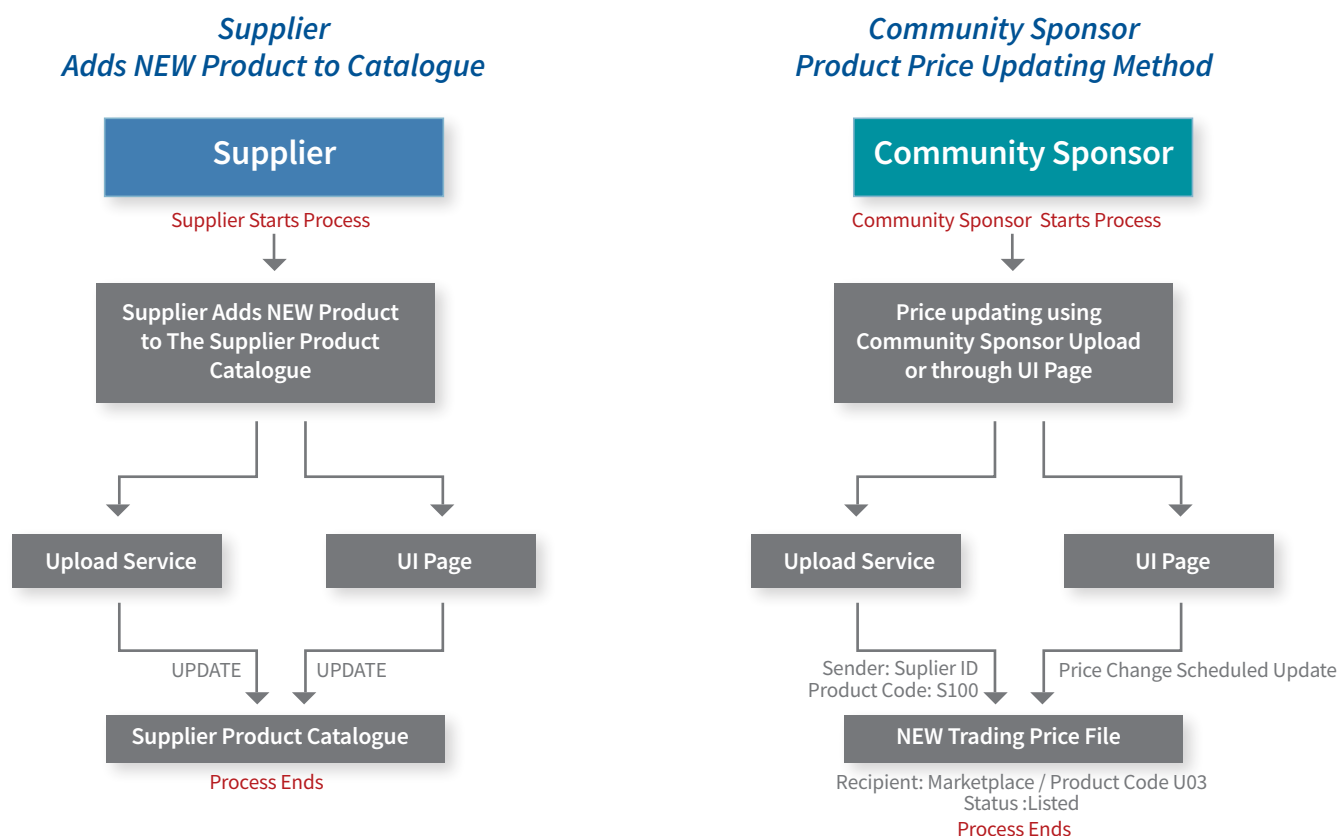 Supplier
Adds NEW Product to Catalogue
Supplier
Supplier Starts Process
Supplier Adds NEW Product
to The Supplier Product
Catalogue
Upload Service
UI Page
UPDATE
UPDATE
Supplier Product Catalogue
Process Ends
Community Sponsor
Product Price Updating Method
Community Sponsor
Community Sponsor  Starts Process
Price updating using
Community Sponsor Upload
or through UI Page
Upload Service
UI Page
Sender: Suplier ID
Product Code: S100
Price Change Scheduled Update
NEW Trading Price File
Recipient: Marketplace / Product Code U03
Status :Listed
Process Ends